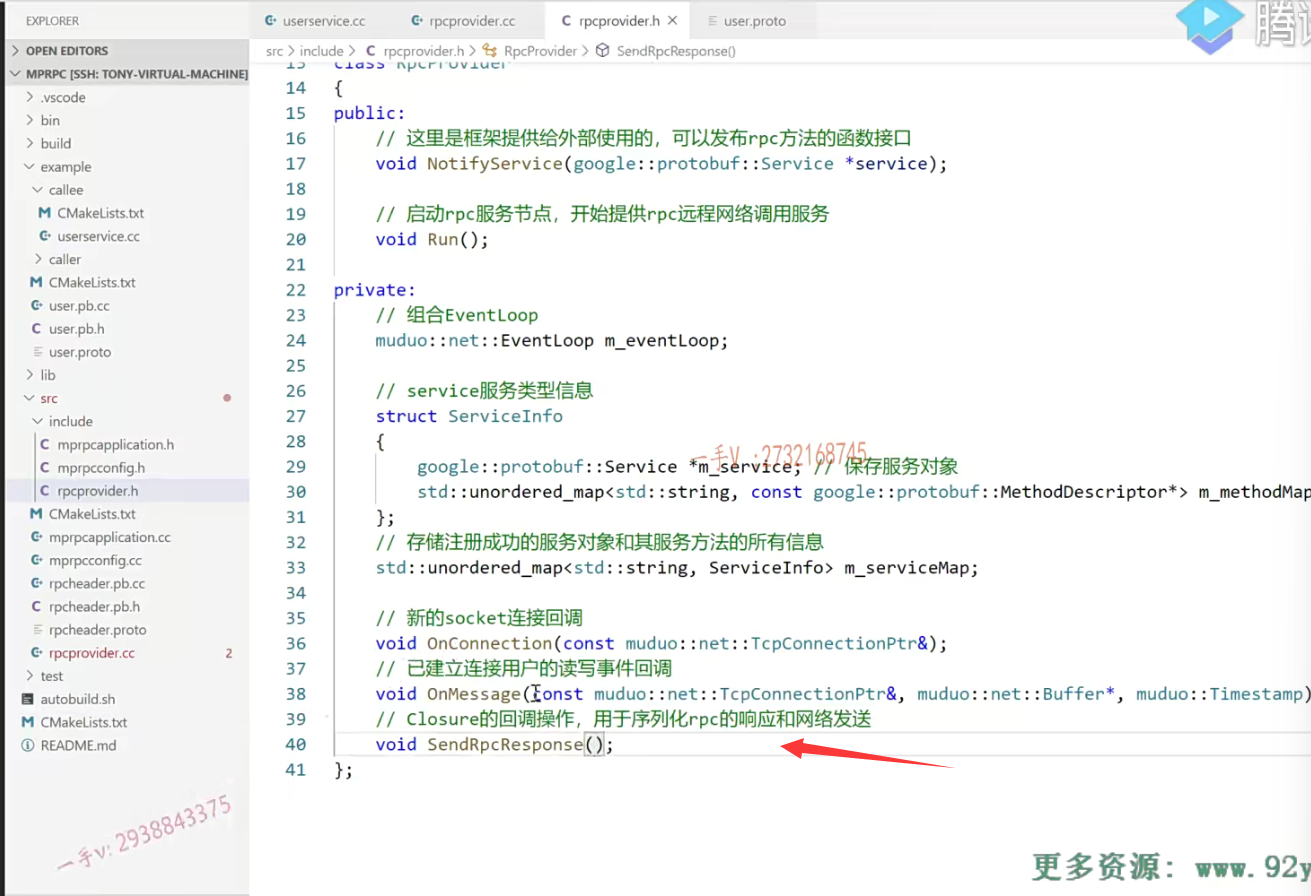 EXPLORER
OPEN EDITORS
MPRPC [SSH: TONY-VIRTUAL-MACHINE]
.vscode
bin
build
example
callee
CMakeLists.txt
userservice.cc
caller
CMakeLists.txt
user.pb.cc
user.pb.h
user.proto
lib
src
include
mprpcapplication.h
mprpcconfig.h
rpcprovider.h
CMakeLists.txt
mprpcapplication.cc
mprpcconfig.cc
rpcheader.pb.cc
rpcheader.pb.h
rpcheader.proto
rpcprovider.cc 2
test
autobuild.sh
CMakeLists.txt
README.md
一手v: 2938843375
userservice.cc rpcprovider.cc rpcprovider.h user.proto
腾讯
src > include > rpcprovider.h > RpcProvider > SendRpcResponse()
13 class RpcProvider
14 {
15 public:
16 // 这里是框架提供给外部使用的，可以发布rpc方法的函数接口
17 void NotifyService(google::protobuf::Service *service);
18
19 // 启动rpc服务节点，开始提供rpc远程网络调用服务
20 void Run();
21
22 private:
23 // 组合EventLoop
24 muduo::net::EventLoop m_eventLoop;
25
26 // service服务类型信息
27 struct ServiceInfo
28 {
一手V :2732168745
29 google::protobuf::Service *m_service; // 保存服务对象
30 std::unordered_map<std::string, const google::protobuf::MethodDescriptor*> m_methodMap
31 };
32 // 存储注册成功的服务对象和其服务方法的所有信息
33 std::unordered_map<std::string, ServiceInfo> m_serviceMap;
34
35 // 新的socket连接回调
36 void OnConnection(const muduo::net::TcpConnectionPtr&);
37 // 已建立连接用户的读写事件回调
38 void OnMessage(const muduo::net::TcpConnectionPtr&, muduo::net::Buffer*, muduo::Timestamp)
39 // Closure的回调操作，用于序列化rpc的响应和网络发送
40 void SendRpcResponse();
41 };
更多资源: www.92y